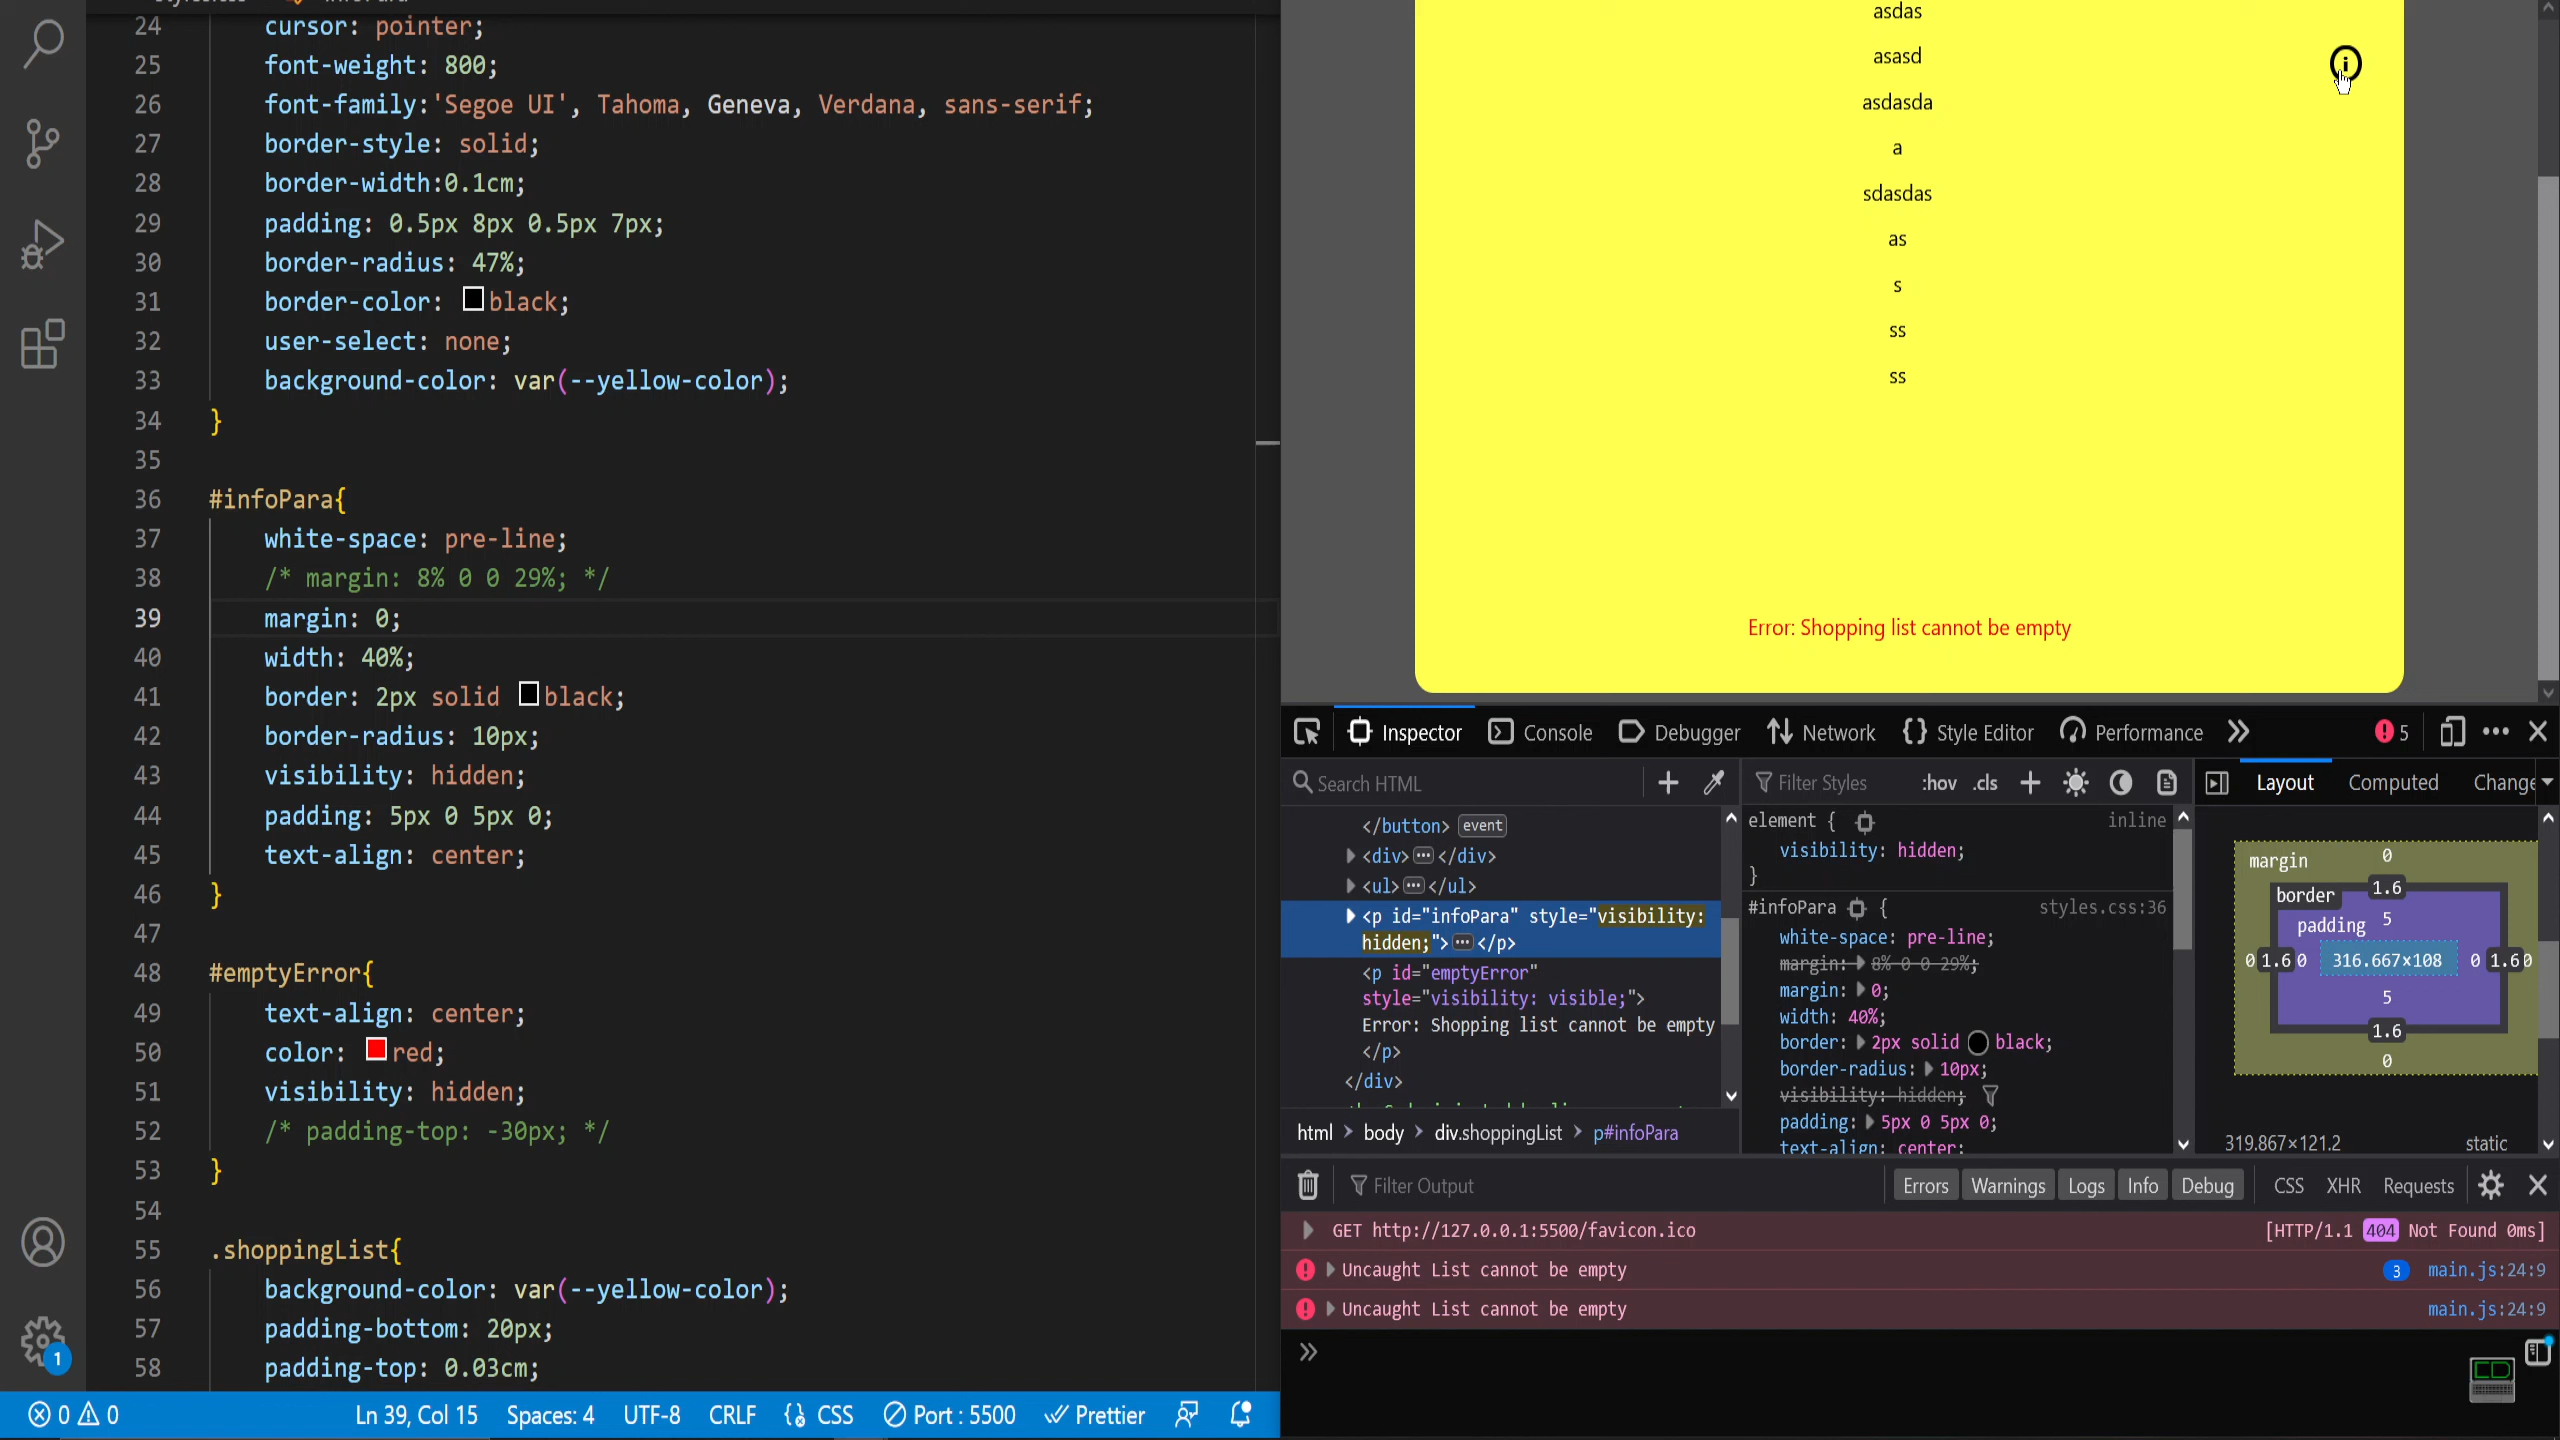 24 cursor: pointer;
25 font-weight: 800;
26 font-family:'Segoe UI', Tahoma, Geneva, Verdana, sans-serif;
27 border-style: solid;
28 border-width:0.1cm;
29 padding: 0.5px 8px 0.5px 7px;
30 border-radius: 47%;
31 border-color: black;
32 user-select: none;
33 background-color: var(--yellow-color);
34 }
35
36 #infoPara{
37 white-space: pre-line;
38 /* margin: 8% 0 0 29%; */
39 margin: 0;
40 width: 40%;
41 border: 2px solid black;
42 border-radius: 10px;
43 visibility: hidden;
44 padding: 5px 0 5px 0;
45 text-align: center;
46 }
47
48 #emptyError{
49 text-align: center;
50 color: red;
51 visibility: hidden;
52 /* padding-top: -30px; */
53 }
54
55 .shoppingList{
56 background-color: var(--yellow-color);
57 padding-bottom: 20px;
58 padding-top: 0.03cm;
1
0 0 Ln 39, Col 15 Spaces: 4 UTF-8 CRLF {} CSS Port : 5500 Prettier
asdas
i
asasd
asdasda
a
sdasdas
as
s
ss
ss
Error: Shopping list cannot be empty
Inspector Console Debugger Network {} Style Editor Performance 5
Search HTML
</button> event
<div> </div>
<ul> </ul>
<p id="infoPara" style="visibility:
hidden;"> </p>
<p id="emptyError"
style="visibility: visible;">
Error: Shopping list cannot be empty
</p>
</div>
html > body > div.shoppingList > p#infoPara
Filter Styles :hov .cls
element { inline
visibility: hidden;
}
#infoPara { styles.css:36
white-space: pre-line;
margin: 8% 0 0 29%;
margin: 0;
width: 40%;
border: 2px solid black;
border-radius: 10px;
visibility: hidden;
padding: 5px 0 5px 0;
text-align: center;
Layout Computed Change
margin 0
border 1.6
padding 5
0 1.6 0 316.667×108 0 1.6 0
5
1.6
0
319.867×121.2 static
Filter Output Errors Warnings Logs Info Debug CSS XHR Requests
GET http://127.0.0.1:5500/favicon.ico [HTTP/1.1 404 Not Found 0ms]
Uncaught List cannot be empty 3 main.js:24:9
Uncaught List cannot be empty main.js:24:9